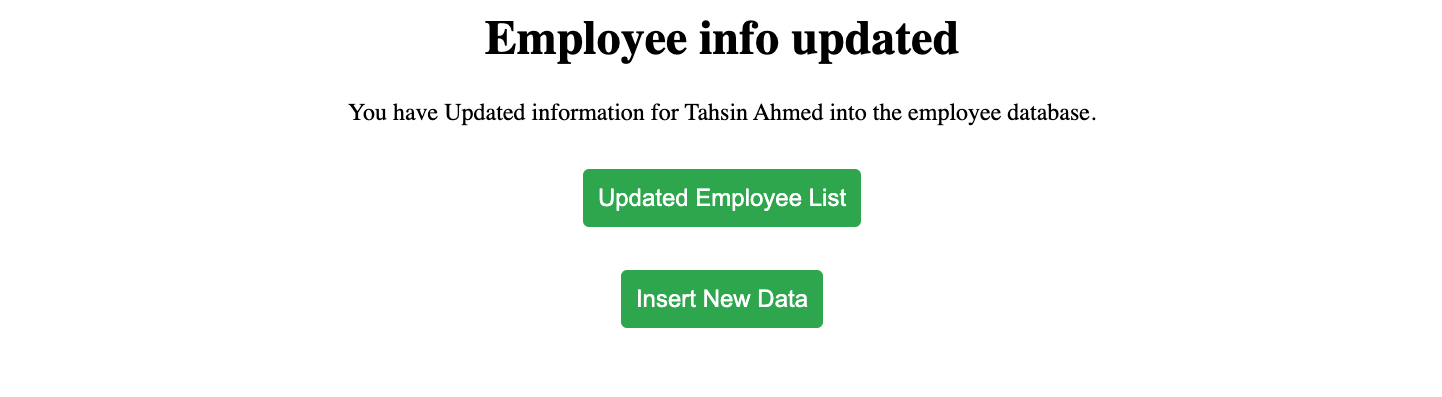 Employee info updated
You have Updated information for Tahsin Ahmed into the employee database.
Updated Employee List
Insert New Data